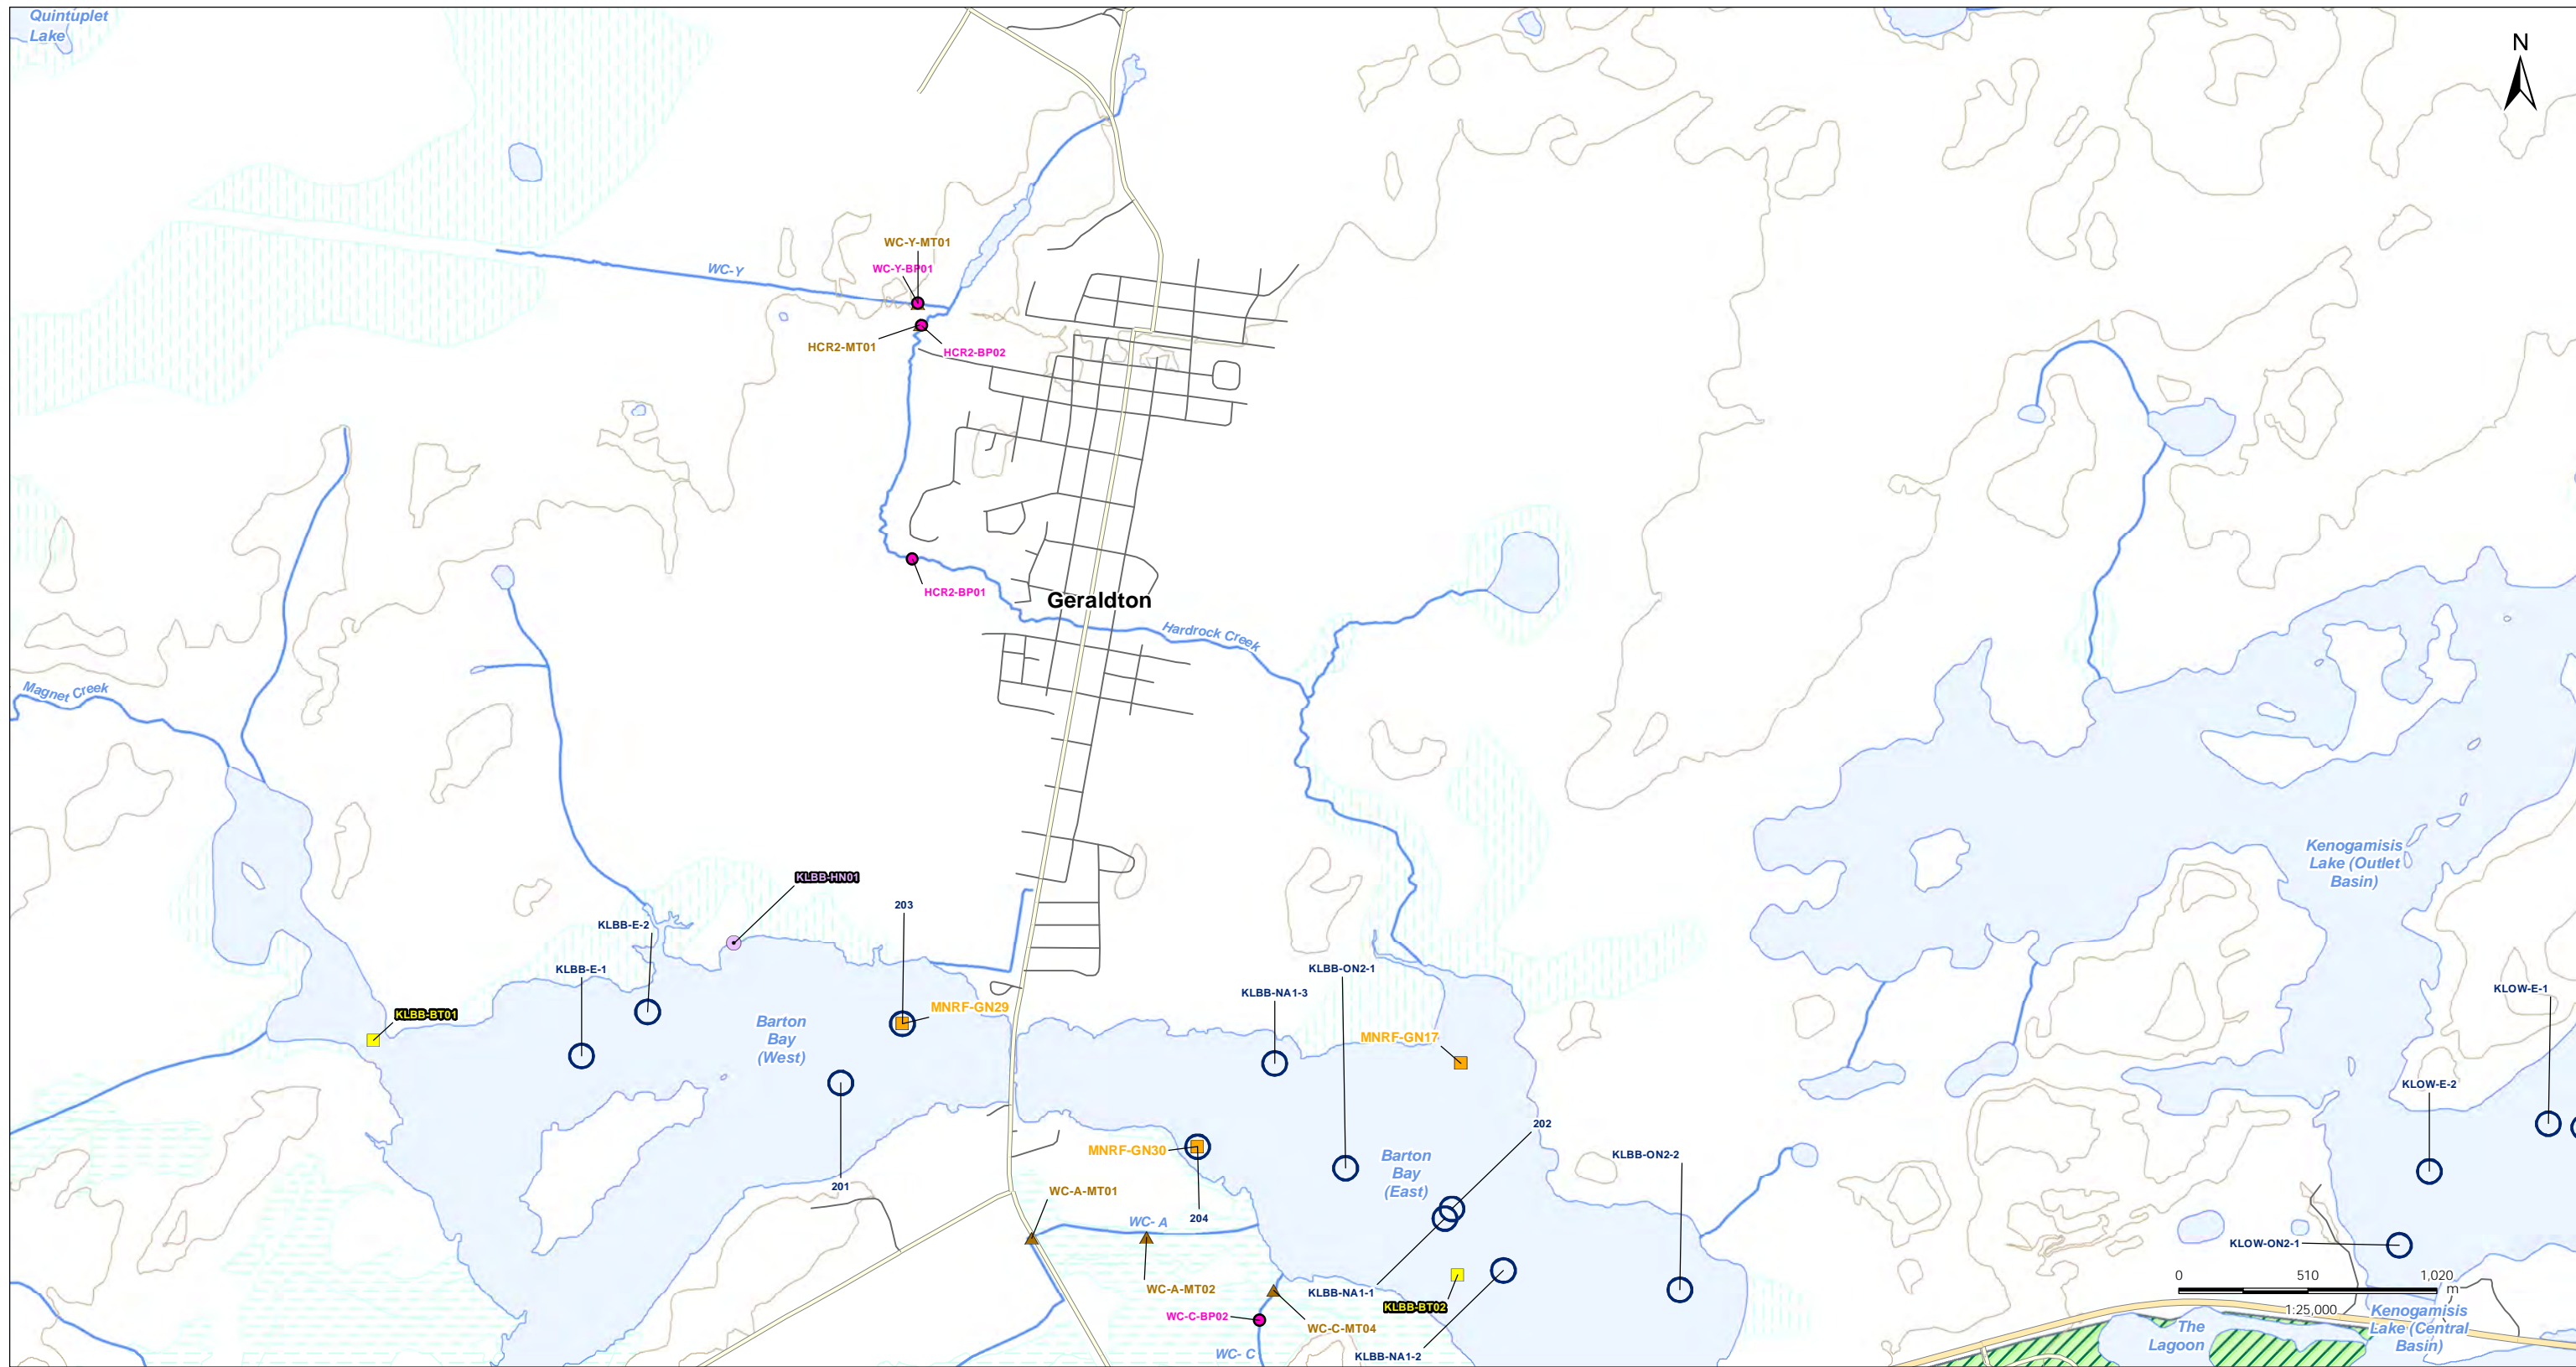 Quintuplet
Lake
N
WC-Y-MT01
WC-Y
WC-Y-BP01
HCR2-MT01
HCR2-BP02
HCR2-BP01
Geraldton
Hardrock Creek
Magnet Creek
Kenogamisis
Lake (Outlet
Basin)
KLBB-HN01
203
KLBB-E-2
KLBB-E-1
KLBB-ON2-1
KLBB-NA1-3
KLOW-E-1
MNRF-GN29
KLBB-BT01
Barton
Bay
(West)
MNRF-GN17
KLOW-E-2
202
MNRF-GN30
Barton
Bay
(East)
KLBB-ON2-2
201
WC-A-MT01
204
WC- A
KLOW-ON2-1
WC-A-MT02
KLBB-NA1-1
KLBB-BT02
0 510 1,020
m
1:25,000
WC-C-BP02
WC-C-MT04
Kenogamisis
Lake (Central
Basin)
The
Lagoon
WC- C
KLBB-NA1-2